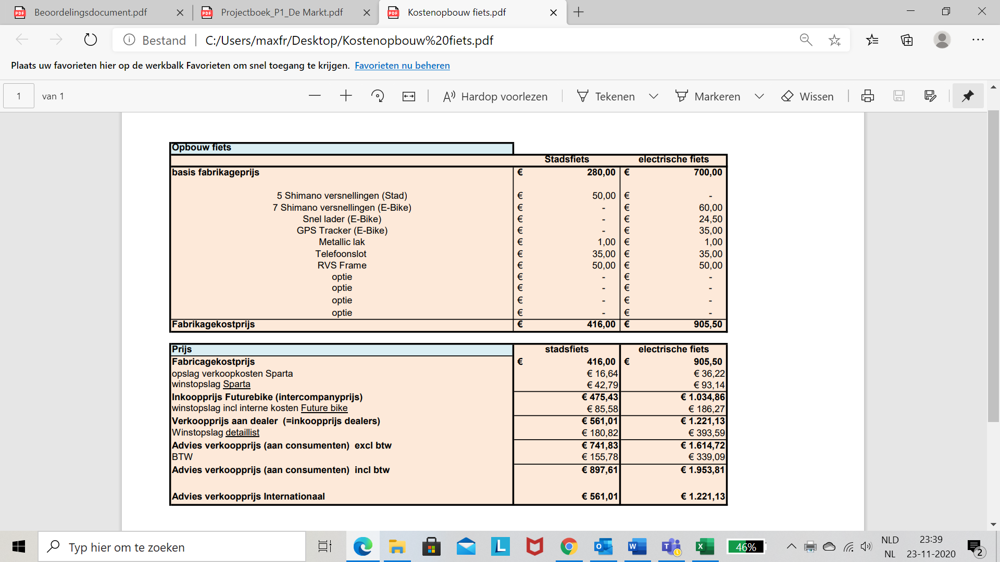 Beoordelingsdocument.pdf
Projectboek_P1_De Markt.pdf
Kostenopbouw fiets.pdf
Bestand | C:/Users/maxfr/Desktop/Kostenopbouw%20fiets.pdf
Plaats uw favorieten hier op de werkbalk Favorieten om snel toegang te krijgen. Favorieten nu beheren
1 van 1 Hardop voorlezen Tekenen Markeren Wissen
Opbouw fiets
Stadsfiets electrische fiets
basis fabrikageprijs € 280,00 € 700,00
5 Shimano versnellingen (Stad) € 50,00 € -
7 Shimano versnellingen (E-Bike) € - € 60,00
Snel lader (E-Bike) € - € 24,50
GPS Tracker (E-Bike) € - € 35,00
Metallic lak € 1,00 € 1,00
Telefoonslot € 35,00 € 35,00
RVS Frame € 50,00 € 50,00
optie € - € -
optie € - € -
optie € - € -
optie € - € -
Fabrikagekostprijs € 416,00 € 905,50
Prijs stadsfiets electrische fiets
Fabricagekostprijs € 416,00 € 905,50
opslag verkoopkosten Sparta € 16,64 € 36,22
winstopslag Sparta € 42,79 € 93,14
Inkoopprijs Futurebike (intercompanyprijs) € 475,43 € 1.034,86
winstopslag incl interne kosten Future bike € 85,58 € 186,27
Verkoopprijs aan dealer (=inkoopprijs dealers) € 561,01 € 1.221,13
Winstopslag detaillist € 180,82 € 393,59
Advies verkoopprijs (aan consumenten) excl btw € 741,83 € 1.614,72
BTW € 155,78 € 339,09
Advies verkoopprijs (aan consumenten) incl btw € 897,61 € 1.953,81
Advies verkoopprijs Internationaal € 561,01 € 1.221,13
Typ hier om te zoeken
46%
NLD
NL
23:39
23-11-2020
2